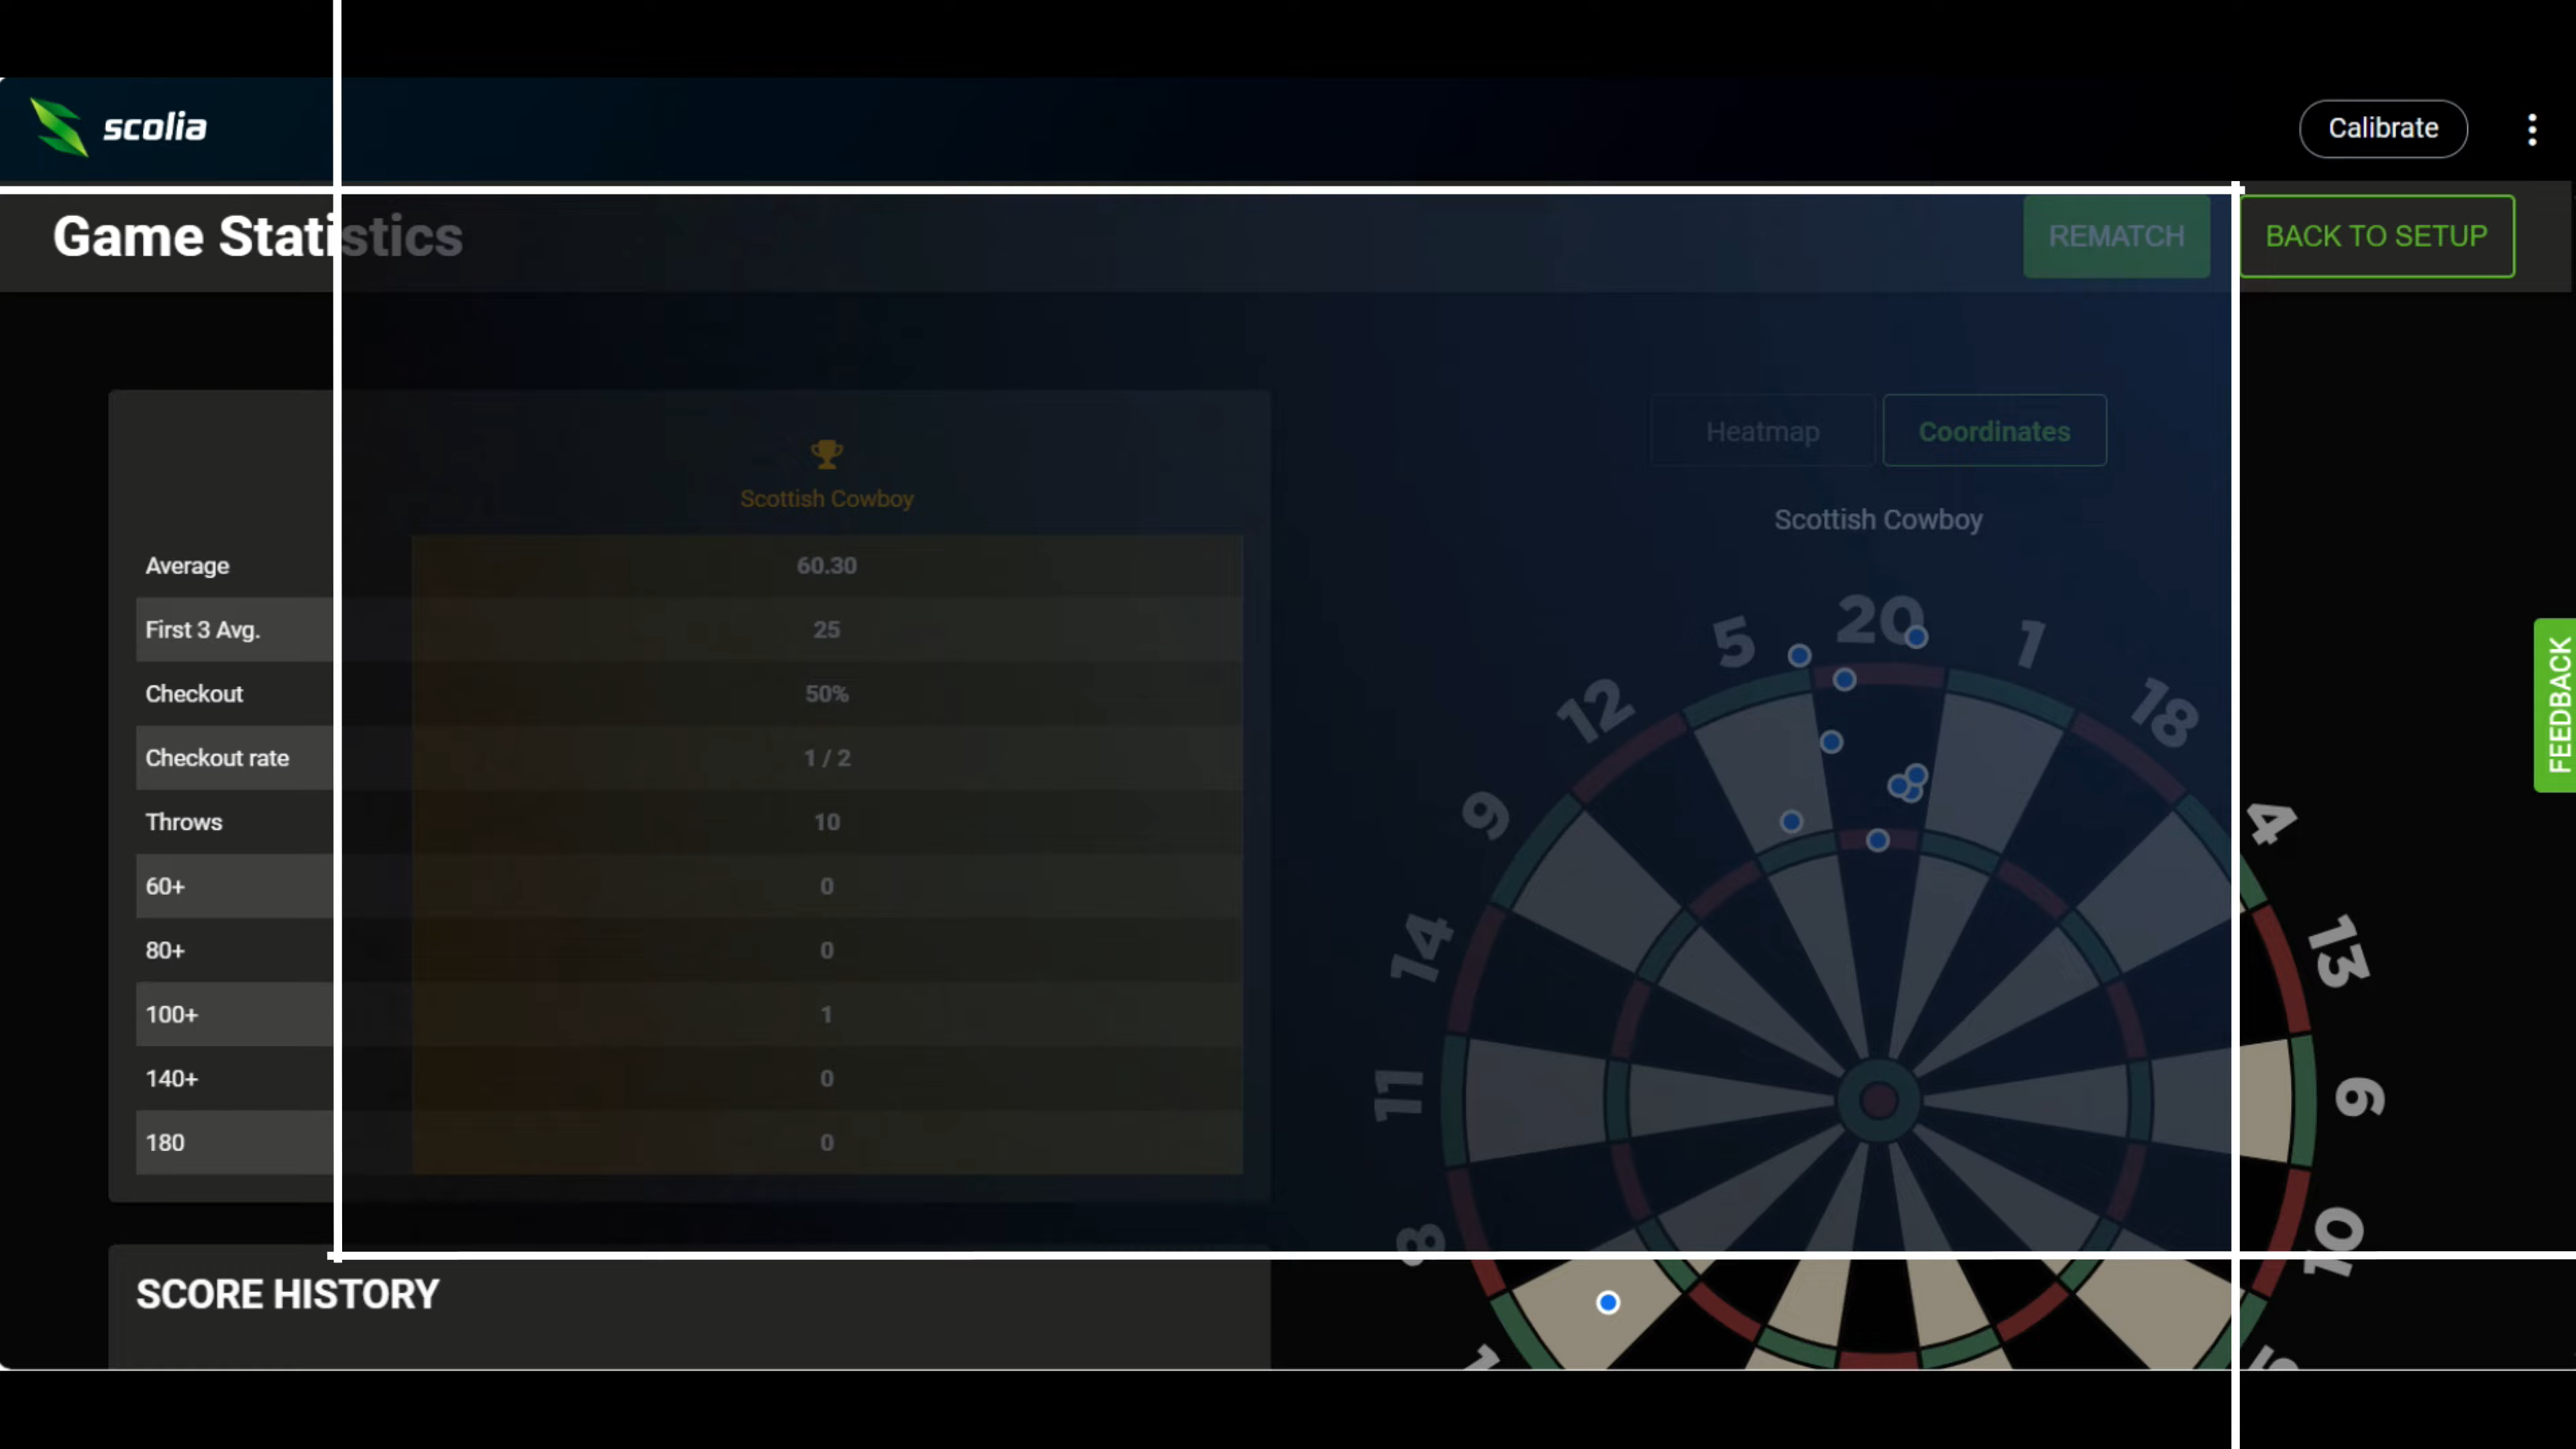 scolia
Calibrate
Game Statistics
REMATCH
BACK TO SETUP
Heatmap
Coordinates
Scottish Cowboy
Scottish Cowboy
Average 60.30
First 3 Avg. 25
Checkout 50%
Checkout rate 1 / 2
Throws 10
60+ 0
80+ 0
100+ 1
140+ 0
180 0
SCORE HISTORY
FEEDBACK
20
1
18
4
13
6
10
8
11
14
9
12
5